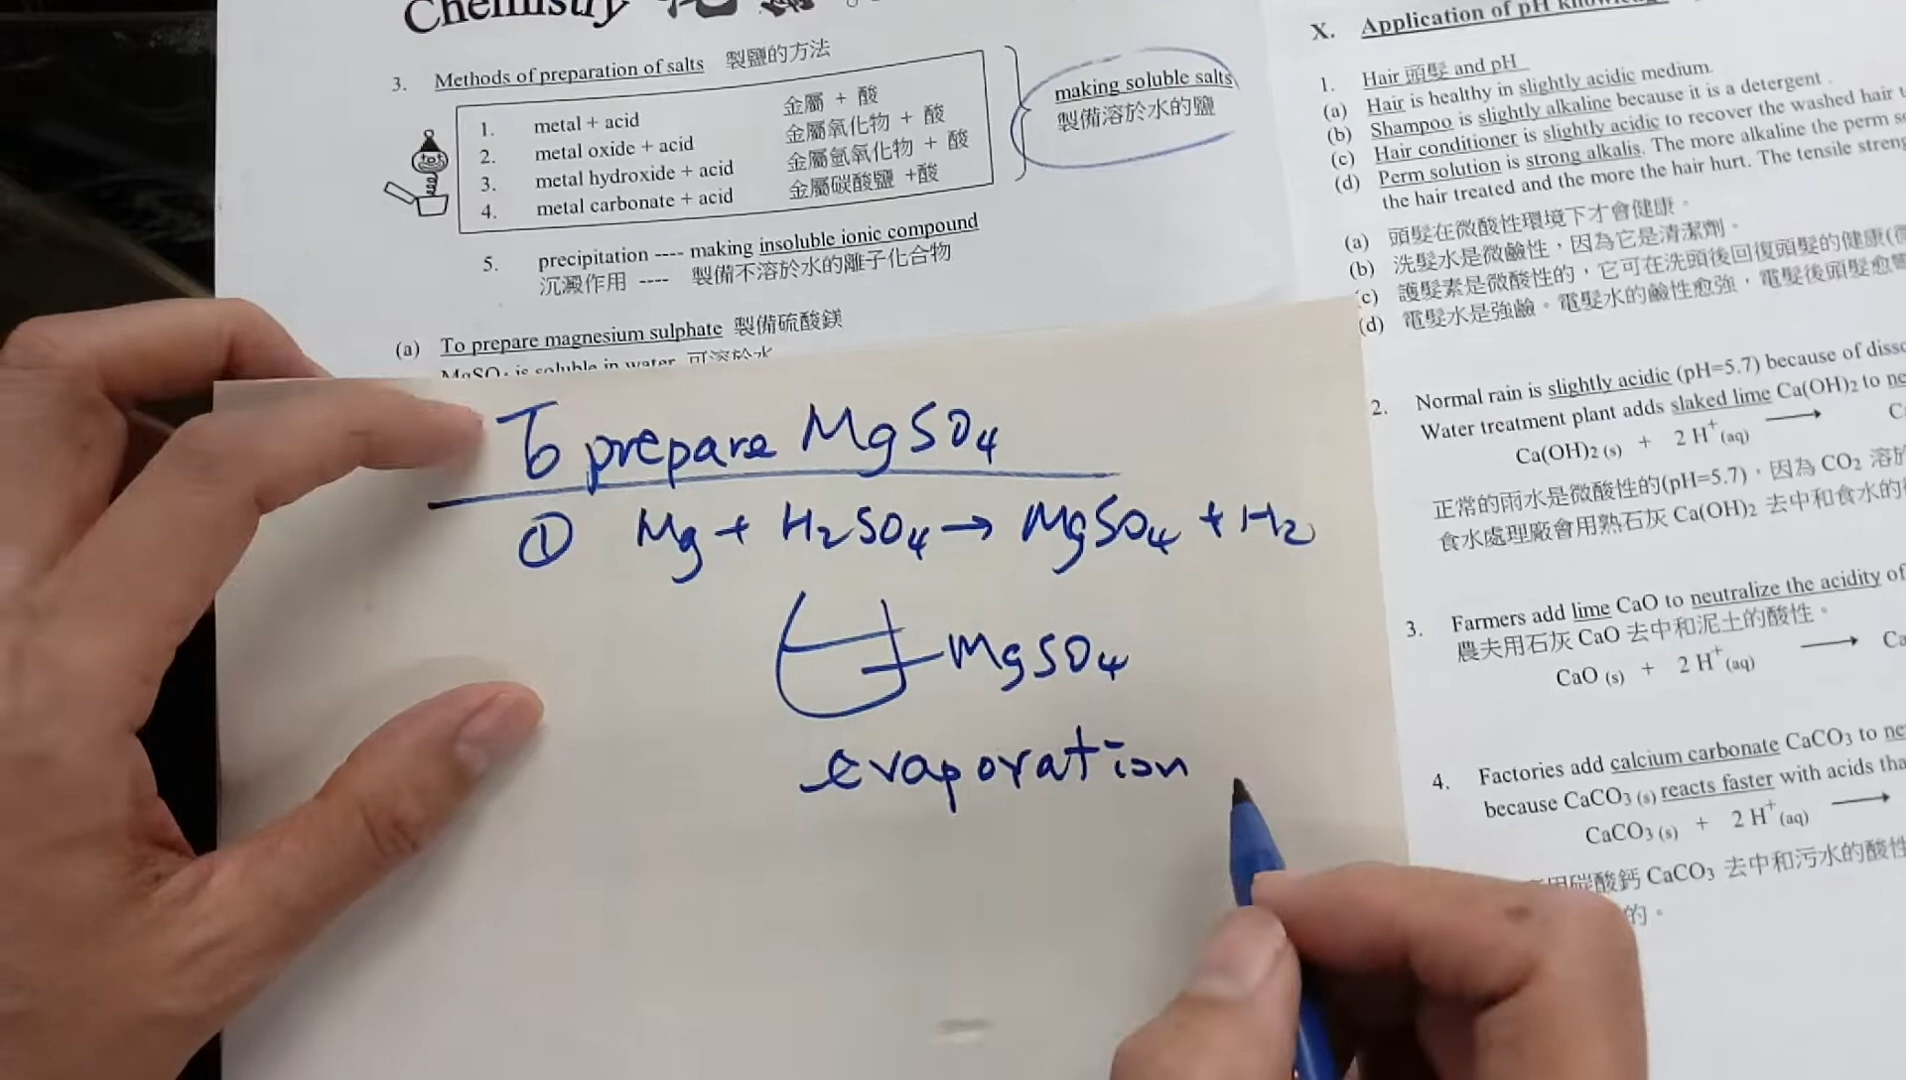 Chemistry
3. Methods of preparation of salts 製鹽的方法
1. metal + acid 金屬 + 酸
2. metal oxide + acid 金屬氧化物 + 酸
3. metal hydroxide + acid 金屬氫氧化物 + 酸
4. metal carbonate + acid 金屬碳酸鹽 +酸
making soluble salts
製備溶於水的鹽
5. precipitation ---- making insoluble ionic compound
沉澱作用 ---- 製備不溶於水的離子化合物
(a) To prepare magnesium sulphate 製備硫酸鎂
MgSO4 is soluble in water 可溶於水
To prepare MgSO4
① Mg + H2SO4 → MgSO4 + H2
MgSO4
evaporation
X. Application of pH
1. Hair 頭髮 and pH
(a) Hair is healthy in slightly acidic medium.
(b) Shampoo is slightly alkaline because it is a detergent.
(c) Hair conditioner is slightly acidic to recover the washed hair
(d) Perm solution is strong alkalis. The more alkaline the perm
the hair treated and the more the hair hurt. The tensile
(a) 頭髮在微酸性環境下才會健康。
(b) 洗髮水是微鹼性，因為它是清潔劑。
(c) 護髮素是微酸性的，它可在洗頭後回復頭髮的健康(
(d) 電髮水是強鹼。電髮水的鹼性愈強，電髮後頭髮愈
2. Normal rain is slightly acidic (pH=5.7) because of
Water treatment plant adds slaked lime Ca(OH)2 to
Ca(OH)2 (s) + 2 H+ (aq) →
正常的雨水是微酸性的(pH=5.7)，因為 CO2 溶
食水處理廠會用熟石灰 Ca(OH)2 去中和食水的
3. Farmers add lime CaO to neutralize the acidity of
農夫用石灰 CaO 去中和泥土的酸性。
CaO (s) + 2 H+ (aq) →
4. Factories add calcium carbonate CaCO3 to
because CaCO3 (s) reacts faster with acids
CaCO3 (s) + 2 H+ (aq) →
用碳酸鈣 CaCO3 去中和污水的酸性
的。